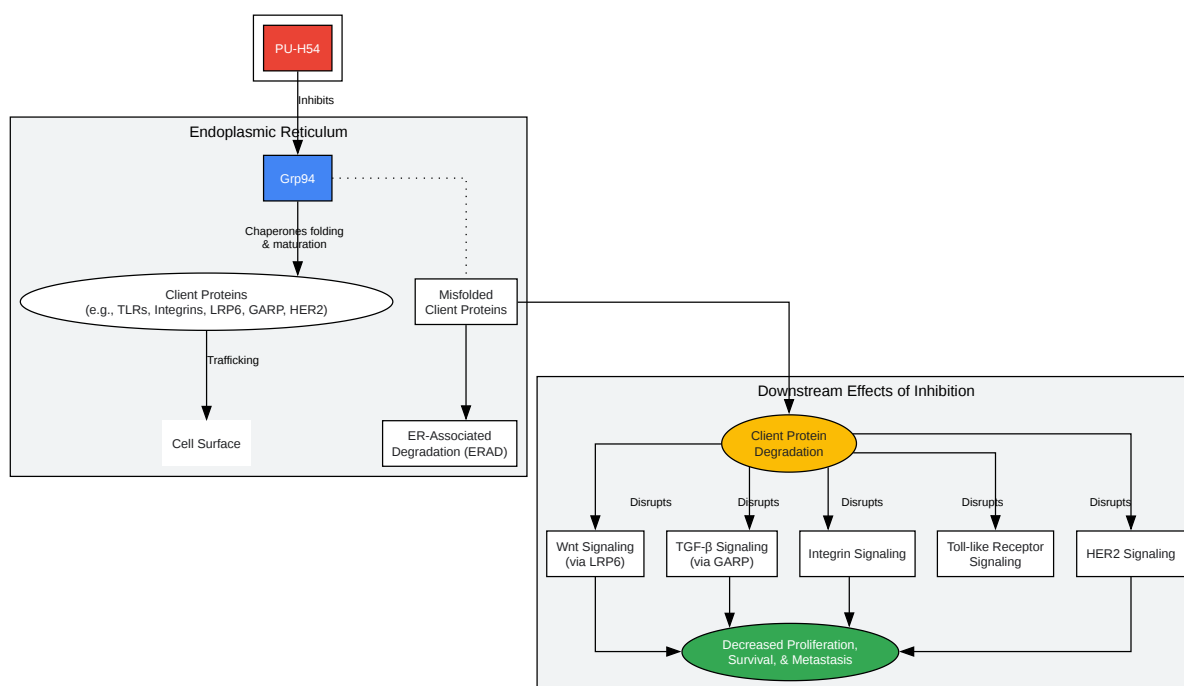 PU-H54
Inhibits
Endoplasmic Reticulum
Grp94
Chaperones folding
& maturation
Client Proteins
(e.g., TLRs, Integrins, LRP6, GARP, HER2)
Misfolded
Client Proteins
Trafficking
Cell Surface
ER-Associated
Degradation (ERAD)
Downstream Effects of Inhibition
Client Protein
Degradation
Disrupts
Disrupts
Disrupts
Disrupts
Disrupts
Wnt Signaling
(via LRP6)
TGF-β Signaling
(via GARP)
Integrin Signaling
Toll-like Receptor
Signaling
HER2 Signaling
Decreased Proliferation,
Survival, & Metastasis